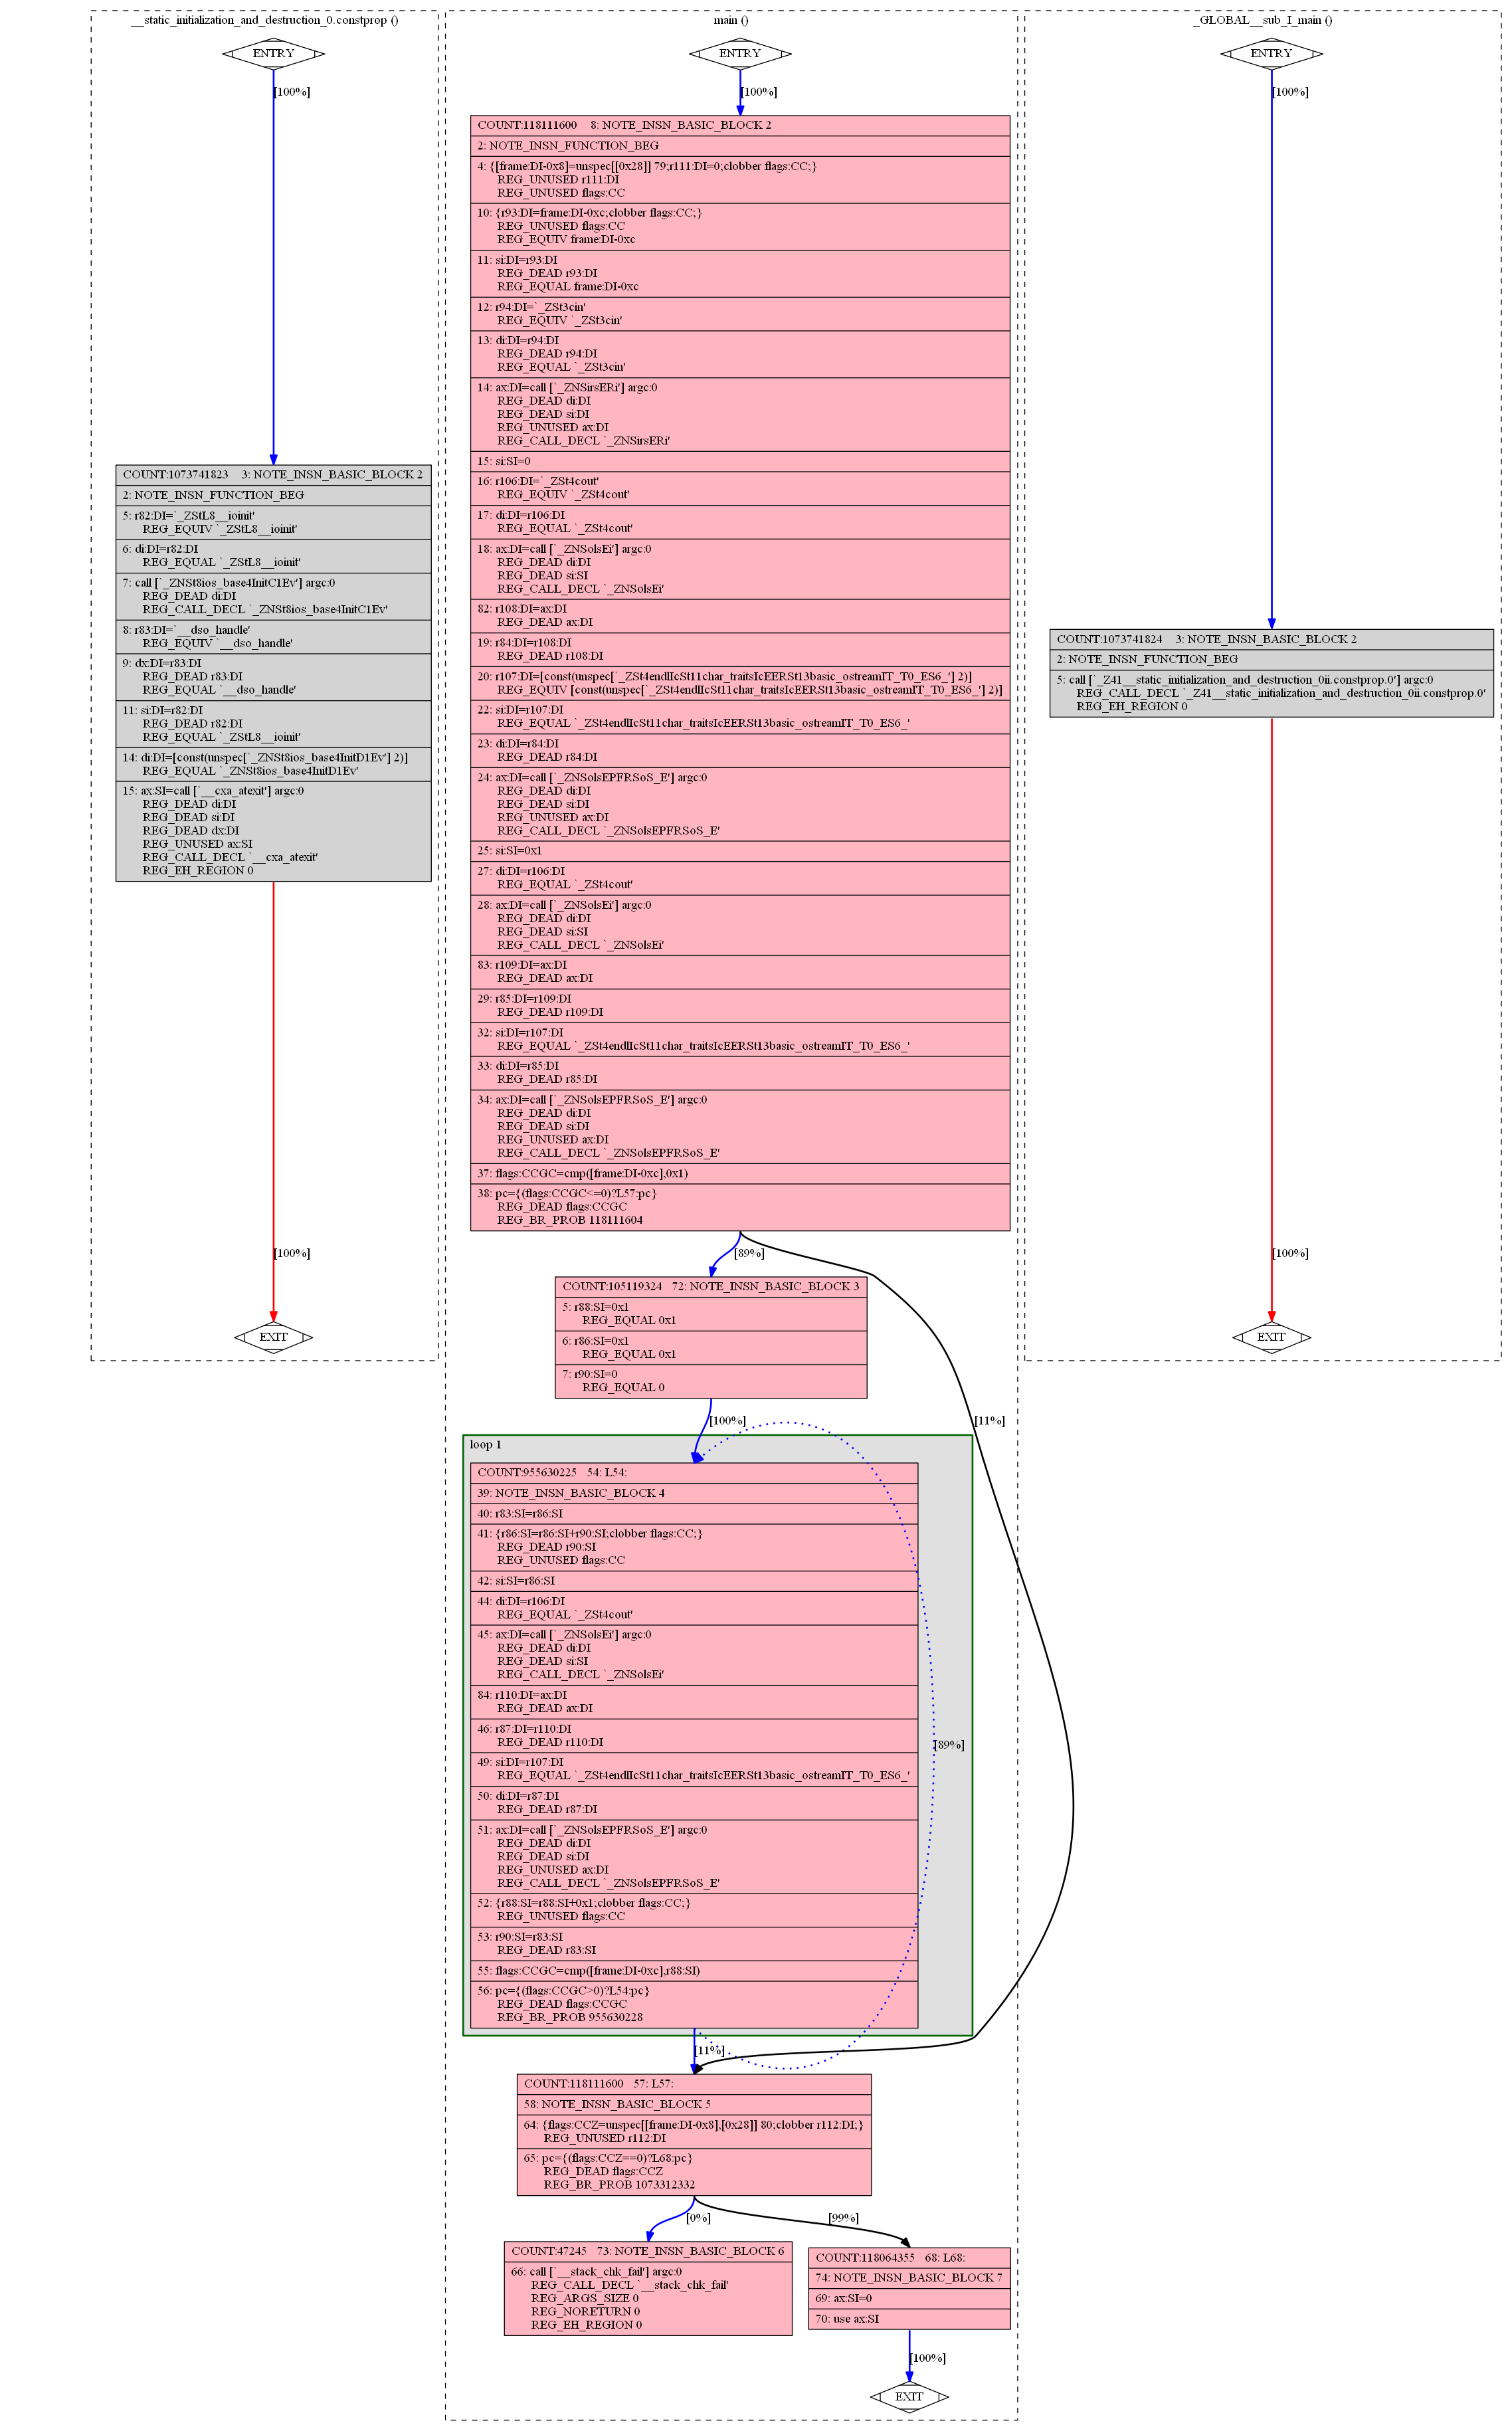 __static_initialization_and_destruction_0.constprop ()
ENTRY
[100%]
COUNT:1073741823 3: NOTE_INSN_BASIC_BLOCK 2
2: NOTE_INSN_FUNCTION_BEG
5: r82:DI=`_ZStL8__ioinit'
REG_EQUIV `_ZStL8__ioinit'
6: di:DI=r82:DI
REG_EQUAL `_ZStL8__ioinit'
7: call [`_ZNSt8ios_base4InitC1Ev'] argc:0
REG_DEAD di:DI
REG_CALL_DECL `_ZNSt8ios_base4InitC1Ev'
8: r83:DI=`__dso_handle'
REG_EQUIV `__dso_handle'
9: dx:DI=r83:DI
REG_DEAD r83:DI
REG_EQUAL `__dso_handle'
11: si:DI=r82:DI
REG_DEAD r82:DI
REG_EQUAL `_ZStL8__ioinit'
14: di:DI=[const(unspec[`_ZNSt8ios_base4InitD1Ev'] 2)]
REG_EQUAL `_ZNSt8ios_base4InitD1Ev'
15: ax:SI=call [`__cxa_atexit'] argc:0
REG_DEAD di:DI
REG_DEAD si:DI
REG_DEAD dx:DI
REG_UNUSED ax:SI
REG_CALL_DECL `__cxa_atexit'
REG_EH_REGION 0
[100%]
EXIT
main ()
ENTRY
[100%]
COUNT:118111600 8: NOTE_INSN_BASIC_BLOCK 2
2: NOTE_INSN_FUNCTION_BEG
4: {[frame:DI-0x8]=unspec[[0x28]] 79;r111:DI=0;clobber flags:CC;}
REG_UNUSED r111:DI
REG_UNUSED flags:CC
10: {r93:DI=frame:DI-0xc;clobber flags:CC;}
REG_UNUSED flags:CC
REG_EQUIV frame:DI-0xc
11: si:DI=r93:DI
REG_DEAD r93:DI
REG_EQUAL frame:DI-0xc
12: r94:DI=`_ZSt3cin'
REG_EQUIV `_ZSt3cin'
13: di:DI=r94:DI
REG_DEAD r94:DI
REG_EQUAL `_ZSt3cin'
14: ax:DI=call [`_ZNSirsERi'] argc:0
REG_DEAD di:DI
REG_DEAD si:DI
REG_UNUSED ax:DI
REG_CALL_DECL `_ZNSirsERi'
15: si:SI=0
16: r106:DI=`_ZSt4cout'
REG_EQUIV `_ZSt4cout'
17: di:DI=r106:DI
REG_EQUAL `_ZSt4cout'
18: ax:DI=call [`_ZNSolsEi'] argc:0
REG_DEAD di:DI
REG_DEAD si:SI
REG_CALL_DECL `_ZNSolsEi'
82: r108:DI=ax:DI
REG_DEAD ax:DI
19: r84:DI=r108:DI
REG_DEAD r108:DI
20: r107:DI=[const(unspec[`_ZSt4endlIcSt11char_traitsIcEERSt13basic_ostreamIT_T0_ES6_'] 2)]
REG_EQUIV [const(unspec[`_ZSt4endlIcSt11char_traitsIcEERSt13basic_ostreamIT_T0_ES6_'] 2)]
22: si:DI=r107:DI
REG_EQUAL `_ZSt4endlIcSt11char_traitsIcEERSt13basic_ostreamIT_T0_ES6_'
23: di:DI=r84:DI
REG_DEAD r84:DI
24: ax:DI=call [`_ZNSolsEPFRSoS_E'] argc:0
REG_DEAD di:DI
REG_DEAD si:DI
REG_UNUSED ax:DI
REG_CALL_DECL `_ZNSolsEPFRSoS_E'
25: si:SI=0x1
27: di:DI=r106:DI
REG_EQUAL `_ZSt4cout'
28: ax:DI=call [`_ZNSolsEi'] argc:0
REG_DEAD di:DI
REG_DEAD si:SI
REG_CALL_DECL `_ZNSolsEi'
83: r109:DI=ax:DI
REG_DEAD ax:DI
29: r85:DI=r109:DI
REG_DEAD r109:DI
32: si:DI=r107:DI
REG_EQUAL `_ZSt4endlIcSt11char_traitsIcEERSt13basic_ostreamIT_T0_ES6_'
33: di:DI=r85:DI
REG_DEAD r85:DI
34: ax:DI=call [`_ZNSolsEPFRSoS_E'] argc:0
REG_DEAD di:DI
REG_DEAD si:DI
REG_UNUSED ax:DI
REG_CALL_DECL `_ZNSolsEPFRSoS_E'
37: flags:CCGC=cmp([frame:DI-0xc],0x1)
38: pc={(flags:CCGC<=0)?L57:pc}
REG_DEAD flags:CCGC
REG_BR_PROB 118111604
[89%]
COUNT:105119324 72: NOTE_INSN_BASIC_BLOCK 3
5: r88:SI=0x1
REG_EQUAL 0x1
6: r86:SI=0x1
REG_EQUAL 0x1
7: r90:SI=0
REG_EQUAL 0
[100%]
[11%]
loop 1
COUNT:955630225 54: L54:
39: NOTE_INSN_BASIC_BLOCK 4
40: r83:SI=r86:SI
41: {r86:SI=r86:SI+r90:SI;clobber flags:CC;}
REG_DEAD r90:SI
REG_UNUSED flags:CC
42: si:SI=r86:SI
44: di:DI=r106:DI
REG_EQUAL `_ZSt4cout'
45: ax:DI=call [`_ZNSolsEi'] argc:0
REG_DEAD di:DI
REG_DEAD si:SI
REG_CALL_DECL `_ZNSolsEi'
84: r110:DI=ax:DI
REG_DEAD ax:DI
46: r87:DI=r110:DI
REG_DEAD r110:DI
[89%]
49: si:DI=r107:DI
REG_EQUAL `_ZSt4endlIcSt11char_traitsIcEERSt13basic_ostreamIT_T0_ES6_'
50: di:DI=r87:DI
REG_DEAD r87:DI
51: ax:DI=call [`_ZNSolsEPFRSoS_E'] argc:0
REG_DEAD di:DI
REG_DEAD si:DI
REG_UNUSED ax:DI
REG_CALL_DECL `_ZNSolsEPFRSoS_E'
52: {r88:SI=r88:SI+0x1;clobber flags:CC;}
REG_UNUSED flags:CC
53: r90:SI=r83:SI
REG_DEAD r83:SI
55: flags:CCGC=cmp([frame:DI-0xc],r88:SI)
56: pc={(flags:CCGC>0)?L54:pc}
REG_DEAD flags:CCGC
REG_BR_PROB 955630228
[11%]
COUNT:118111600 57: L57:
58: NOTE_INSN_BASIC_BLOCK 5
64: {flags:CCZ=unspec[[frame:DI-0x8],[0x28]] 80;clobber r112:DI;}
REG_UNUSED r112:DI
65: pc={(flags:CCZ==0)?L68:pc}
REG_DEAD flags:CCZ
REG_BR_PROB 1073312332
[0%]
[99%]
COUNT:47245 73: NOTE_INSN_BASIC_BLOCK 6
66: call [`__stack_chk_fail'] argc:0
REG_CALL_DECL `__stack_chk_fail'
REG_ARGS_SIZE 0
REG_NORETURN 0
REG_EH_REGION 0
COUNT:118064355 68: L68:
74: NOTE_INSN_BASIC_BLOCK 7
69: ax:SI=0
70: use ax:SI
[100%]
EXIT
_GLOBAL__sub_I_main ()
ENTRY
[100%]
COUNT:1073741824 3: NOTE_INSN_BASIC_BLOCK 2
2: NOTE_INSN_FUNCTION_BEG
5: call [`_Z41__static_initialization_and_destruction_0ii.constprop.0'] argc:0
REG_CALL_DECL `_Z41__static_initialization_and_destruction_0ii.constprop.0'
REG_EH_REGION 0
[100%]
EXIT